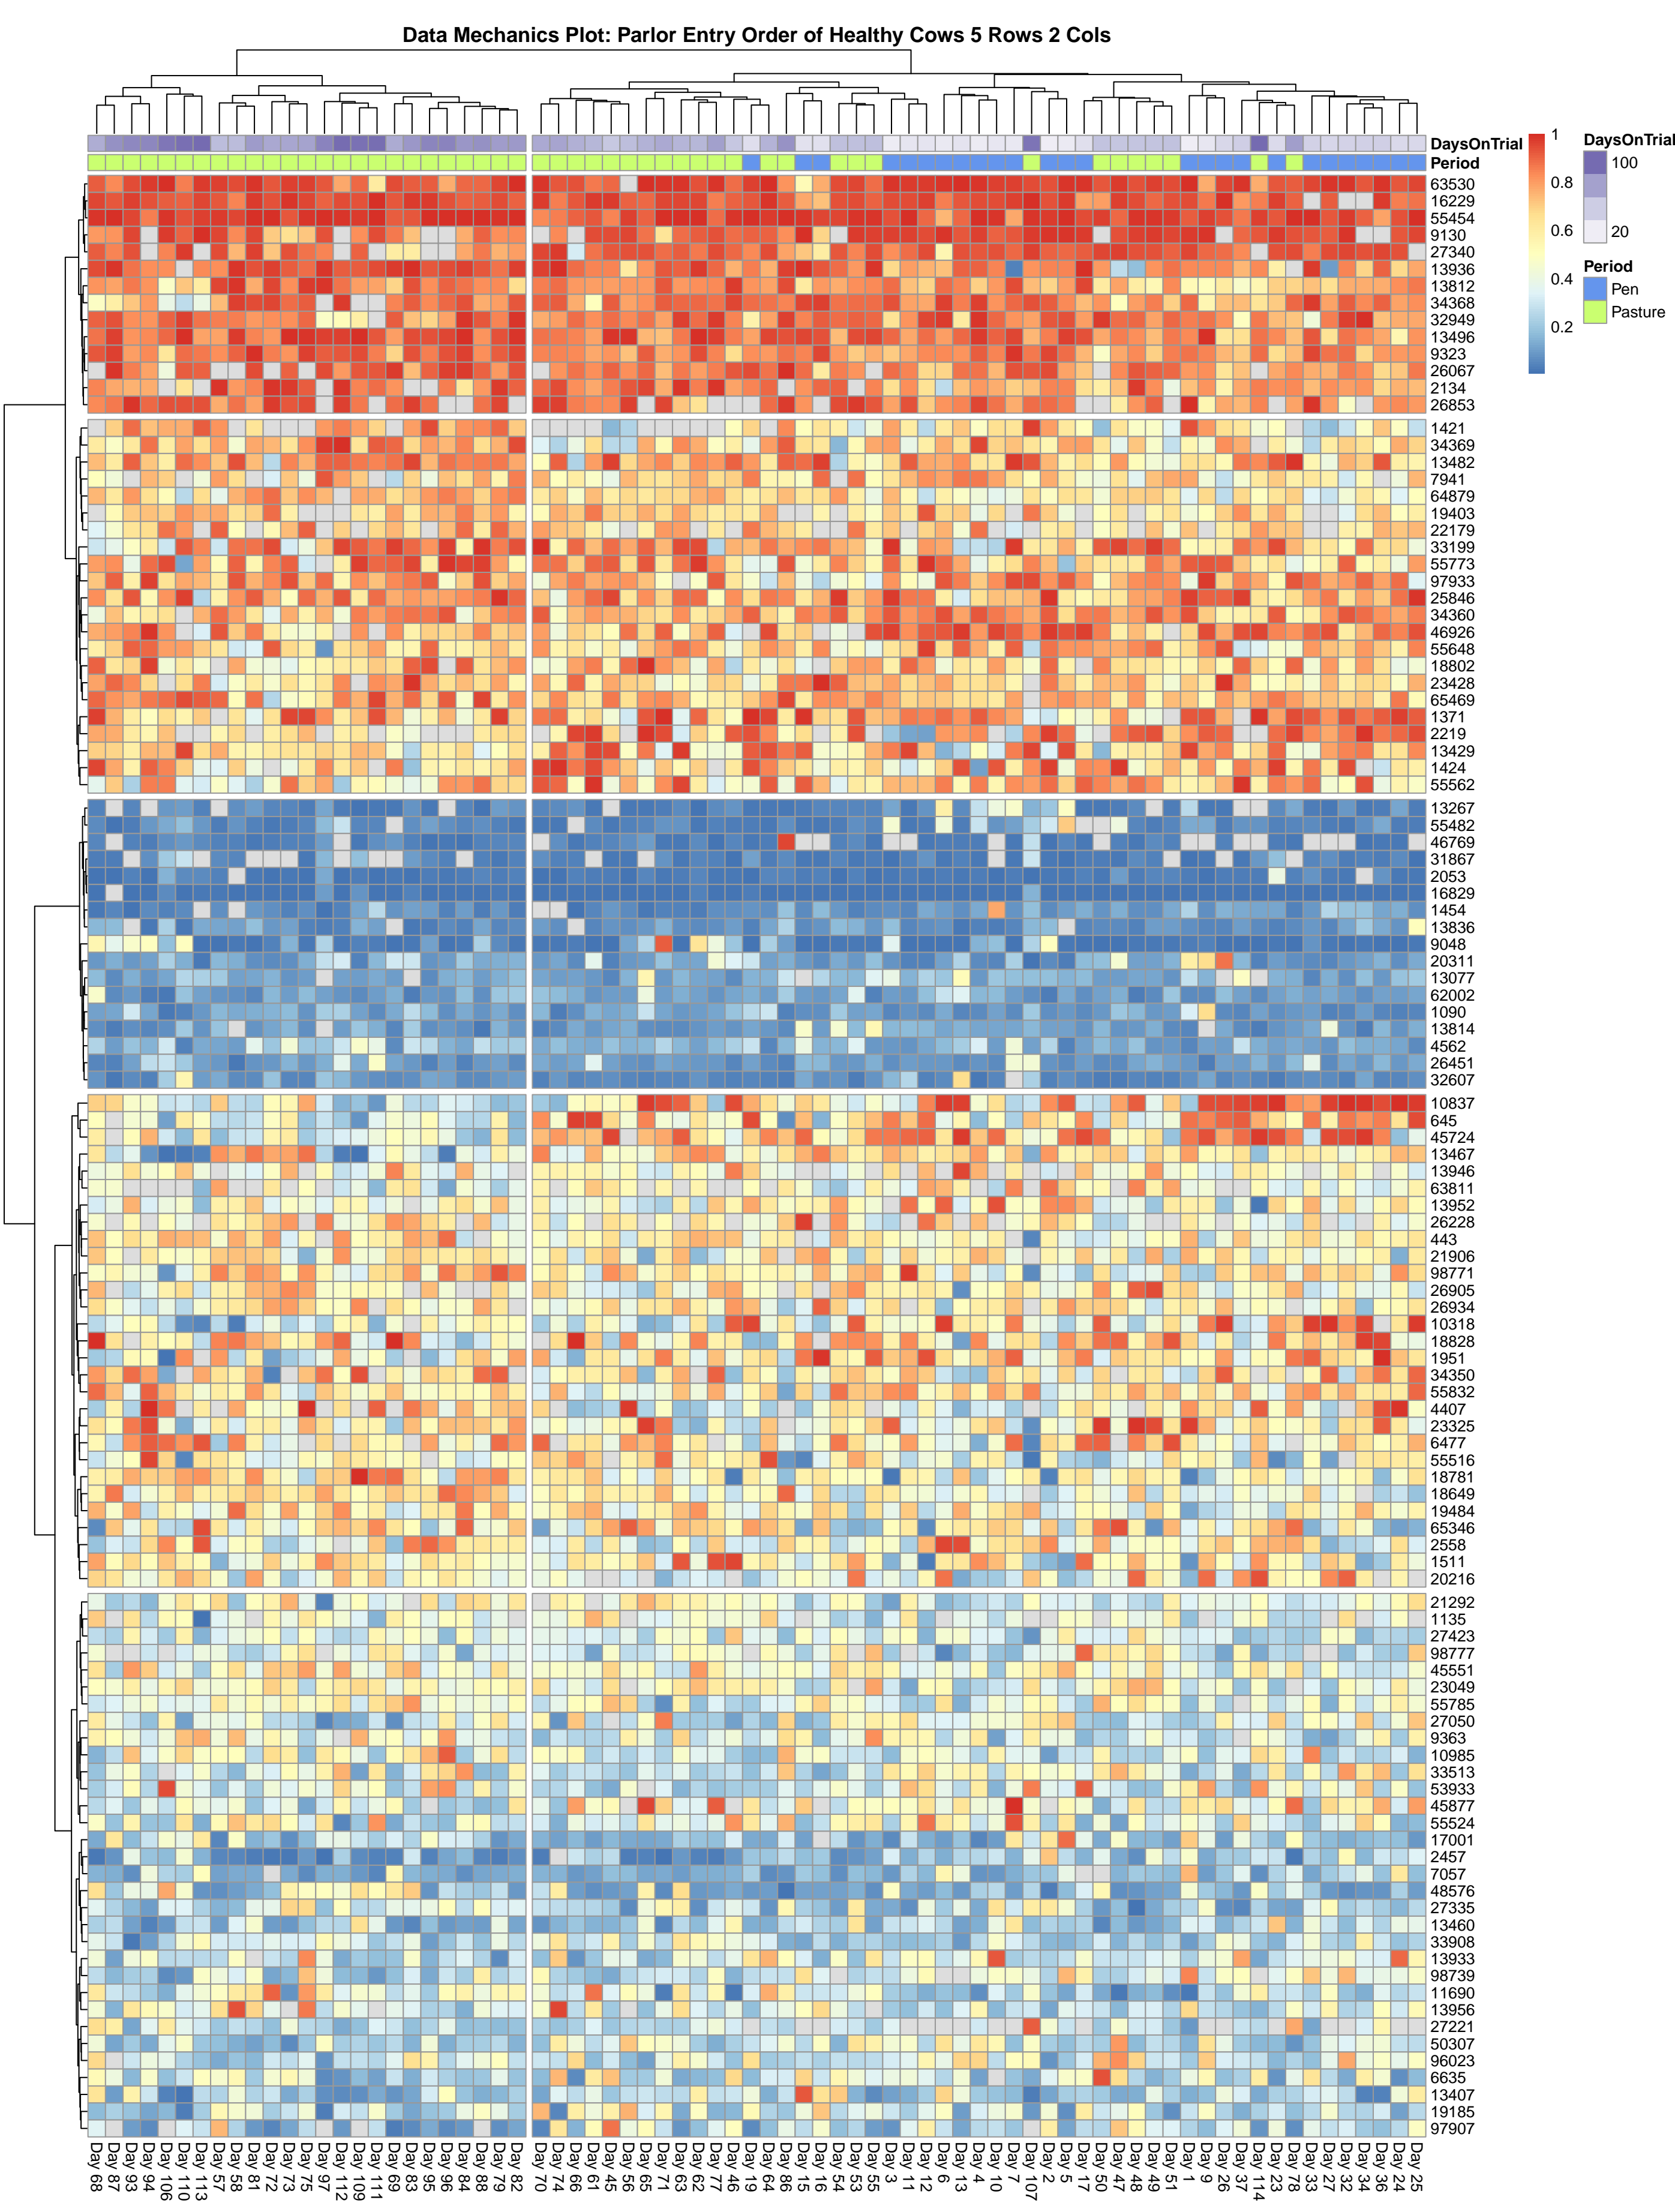 Data Mechanics Plot: Parlor Entry Order of Healthy Cows 5 Rows 2 Cols
DaysOnTrial
Period
1
0.8
0.6
0.4
0.2
DaysOnTrial
100
20
Period
Pen
Pasture
63530
16229
55454
9130
27340
13936
13812
34368
32949
13496
9323
26067
2134
26853
1421
34369
13482
7941
64879
19403
22179
33199
55773
97933
25846
34360
46926
55648
18802
23428
65469
1371
2219
13429
1424
55562
13267
55482
46769
31867
2053
16829
1454
13836
9048
20311
13077
62002
1090
13814
4562
26451
32607
10837
645
45724
13467
13946
63811
13952
26228
443
21906
98771
26905
26934
10318
18828
1951
34350
55832
4407
23325
6477
55516
18781
18649
19484
65346
2558
1511
20216
21292
1135
27423
98777
45551
23049
55785
27050
9363
10985
33513
53933
45877
55524
17001
2457
7057
48576
27335
13460
33908
13933
98739
11690
13956
27221
50307
96023
6635
13407
19185
97907
Day 68
Day 87
Day 93
Day 94
Day 106
Day 110
Day 113
Day 57
Day 58
Day 81
Day 72
Day 73
Day 75
Day 97
Day 112
Day 109
Day 111
Day 69
Day 83
Day 95
Day 96
Day 84
Day 88
Day 79
Day 82
Day 70
Day 74
Day 66
Day 61
Day 45
Day 56
Day 65
Day 71
Day 63
Day 62
Day 77
Day 46
Day 19
Day 64
Day 86
Day 15
Day 16
Day 54
Day 53
Day 55
Day 3
Day 11
Day 12
Day 6
Day 13
Day 4
Day 10
Day 7
Day 107
Day 2
Day 5
Day 17
Day 50
Day 47
Day 48
Day 49
Day 51
Day 1
Day 9
Day 26
Day 37
Day 114
Day 23
Day 78
Day 33
Day 27
Day 32
Day 34
Day 36
Day 24
Day 25